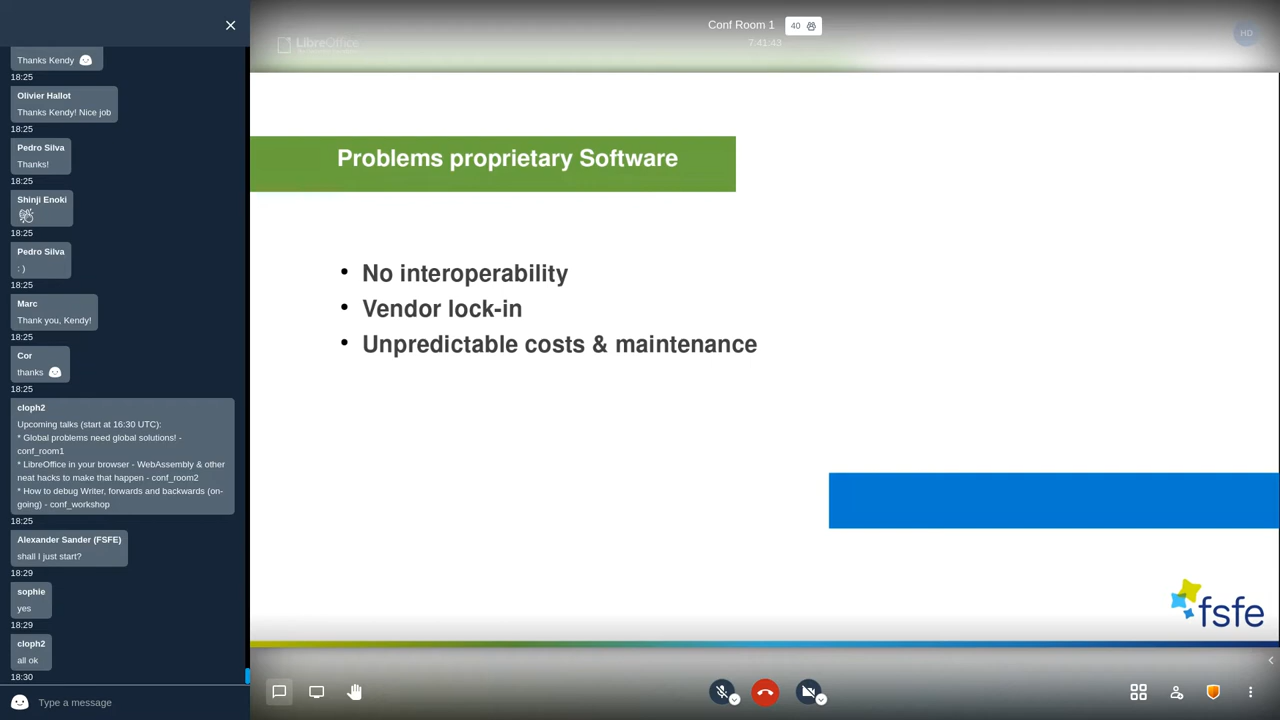 Thanks Kendy
18:25
Olivier Hallot
Thanks Kendy! Nice job
18:25
Pedro Silva
Thanks!
18:25
Shinji Enoki
18:25
Pedro Silva
: )
18:25
Marc
Thank you, Kendy!
18:25
Cor
thanks
18:25
cloph2
Upcoming talks (start at 16:30 UTC):
* Global problems need global solutions! -
conf_room1
* LibreOffice in your browser - WebAssembly & other
neat hacks to make that happen - conf_room2
* How to debug Writer, forwards and backwards (on-
going) - conf_workshop
18:25
Alexander Sander (FSFE)
shall I just start?
18:29
sophie
yes
18:29
cloph2
all ok
18:30
Type a message
Conf Room 1
40
7:41:43
HD
LibreOffice
Problems proprietary Software
• No interoperability
• Vendor lock-in
• Unpredictable costs & maintenance
fsfe